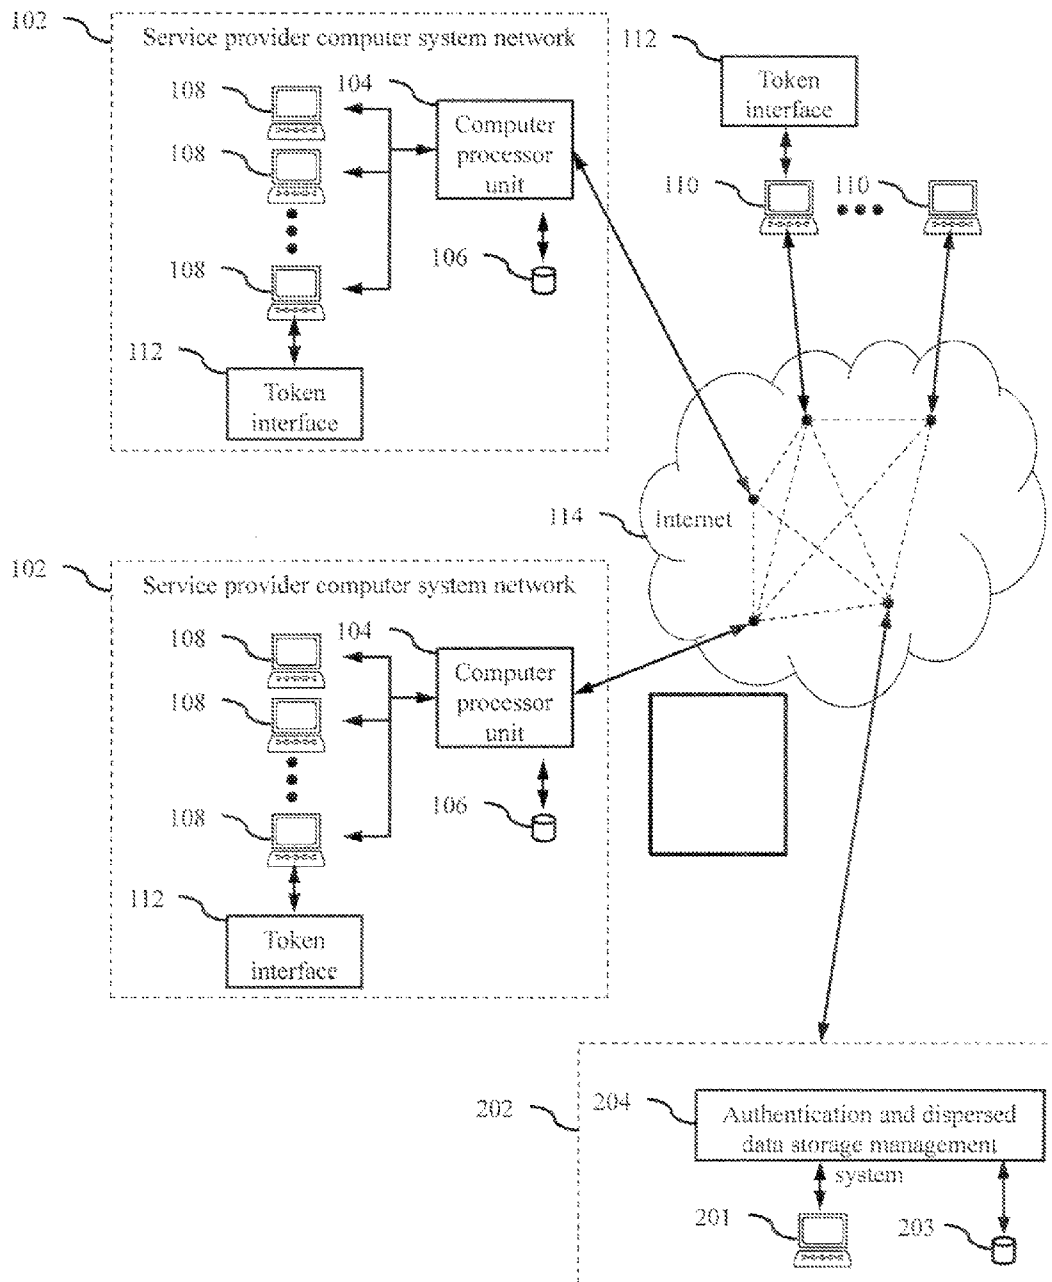 102
Service provider computer system network
108
104
Computer
processor
unit
108
106
108
112
Token
interface
112
Token
interface
110
110
114
Internet
102
Service provider computer system network
108
104
Computer
processor
unit
108
106
108
112
Token
interface
202
204
Authentication and dispersed
data storage management
system
201
203